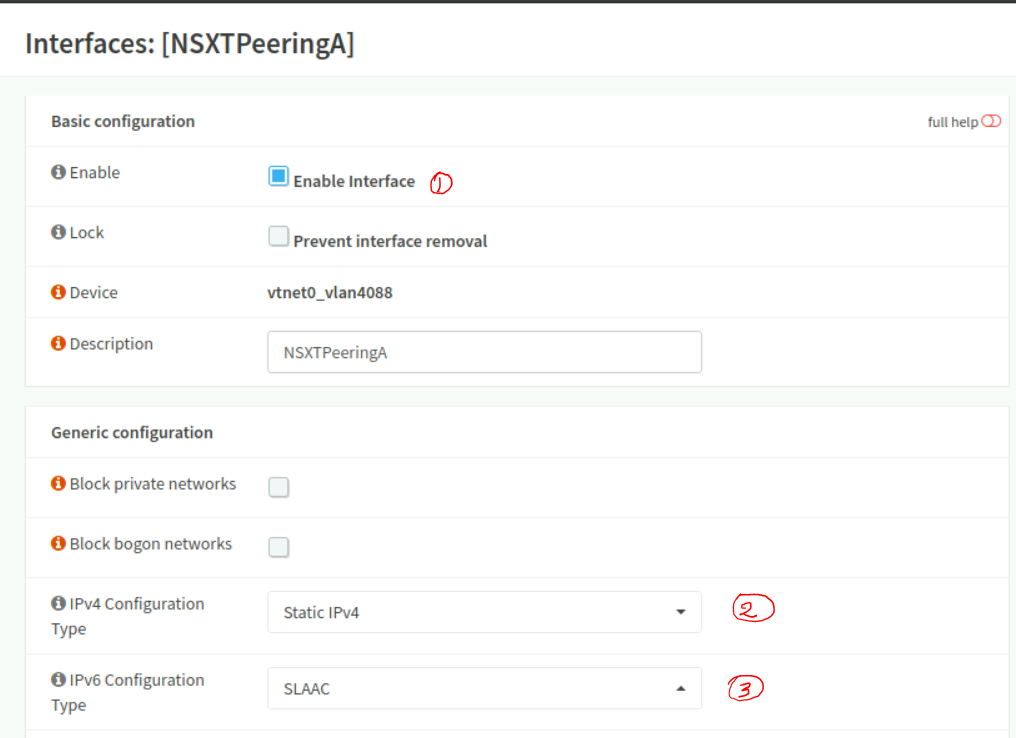 Interfaces: [NSXTPeeringA]
Basic configuration
full help
Enable
Enable Interface
1
Lock
Prevent interface removal
Device
vtnet0_vlan4088
Description
NSXTPeeringA
Generic configuration
Block private networks
Block bogon networks
IPv4 Configuration
Type
Static IPv4
2
IPv6 Configuration
Type
SLAAC
3